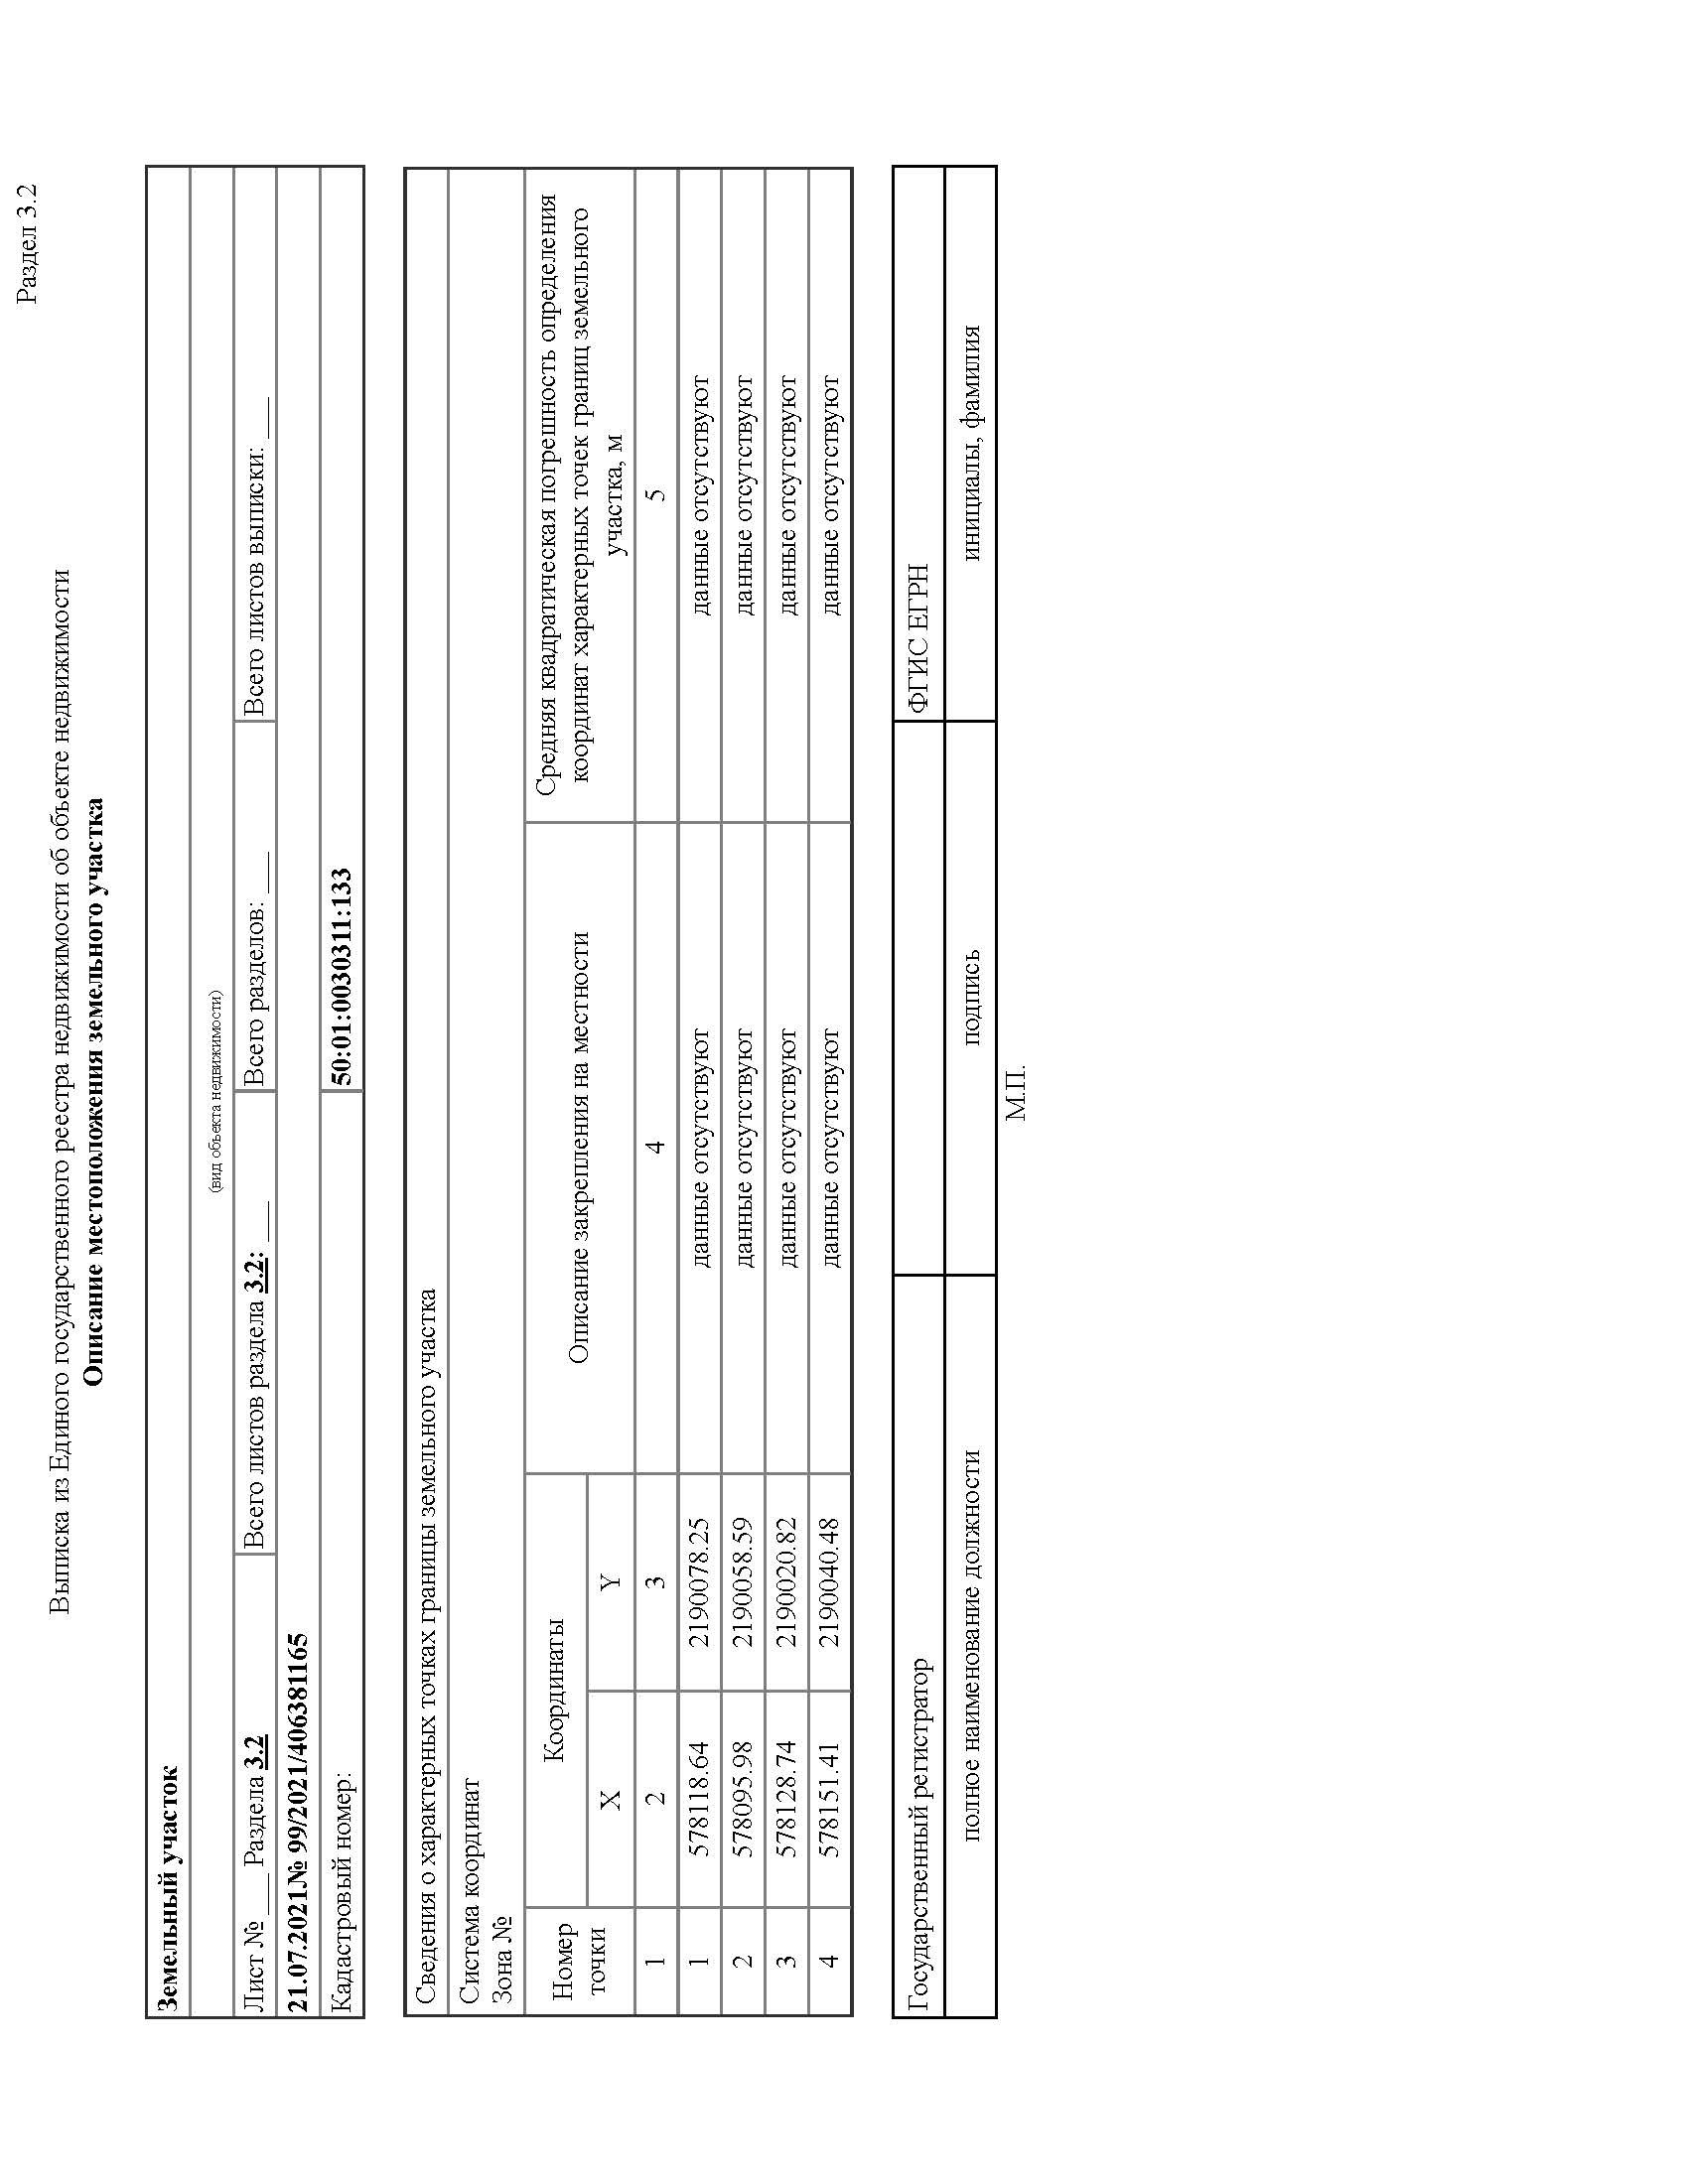 Раздел 3.2
Выписка из Единого государственного реестра недвижимости об объекте недвижимости
Описание местоположения земельного участка
Земельный участок
(вид объекта недвижимости)
Лист № ___ Раздела 3.2 Всего листов раздела 3.2: ___ Всего разделов: ___ Всего листов выписки: ___
21.07.2021№ 99/2021/406381165
Кадастровый номер: 50:01:0030311:133
Сведения о характерных точках границы земельного участка
Система координат
Зона №
Номер точки Координаты Описание закрепления на местности Средняя квадратическая погрешность определения
координат характерных точек границ земельного
участка, м
X Y
1 2 3 4 5
1 578118.64 2190078.25 данные отсутствуют данные отсутствуют
2 578095.98 2190058.59 данные отсутствуют данные отсутствуют
3 578128.74 2190020.82 данные отсутствуют данные отсутствуют
4 578151.41 2190040.48 данные отсутствуют данные отсутствуют
Государственный регистратор ФГИС ЕГРН
полное наименование должности подпись инициалы, фамилия
М.П.